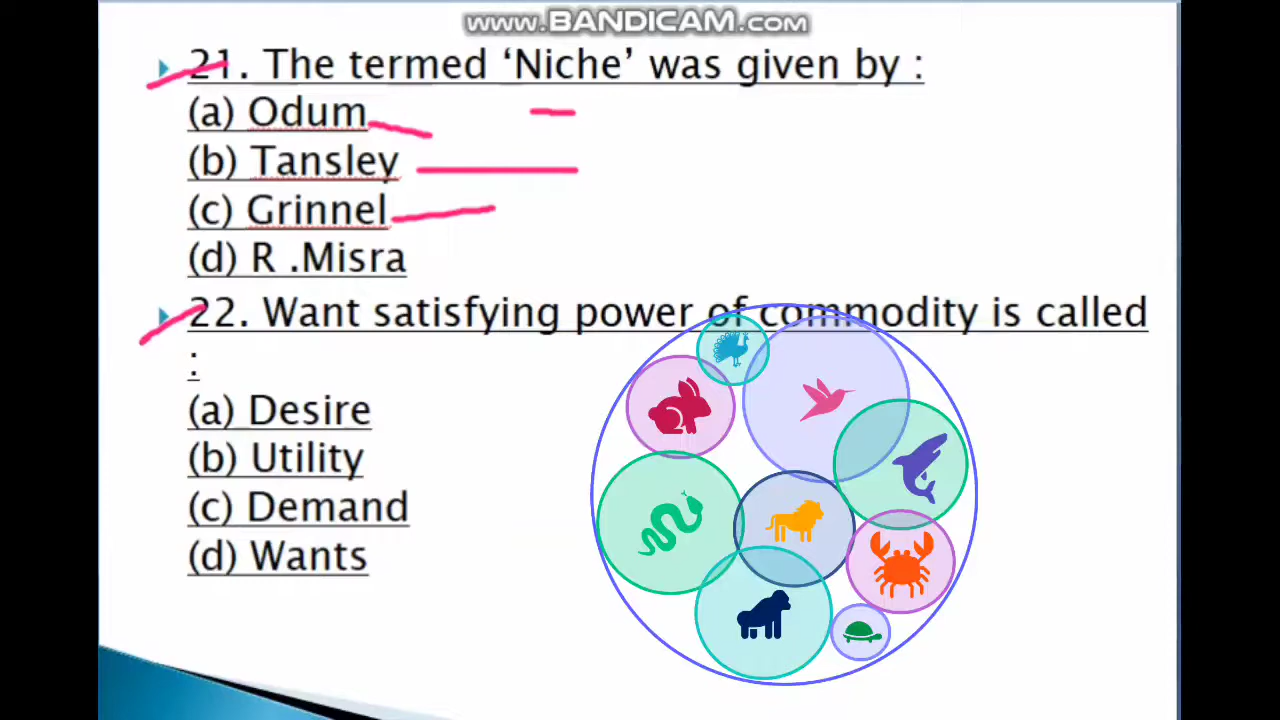 www.BANDICAM.com
21. The termed ‘Niche’ was given by :
(a) Odum
(b) Tansley
(c) Grinnel
(d) R .Misra
22. Want satisfying power of commodity is called
:
(a) Desire
(b) Utility
(c) Demand
(d) Wants